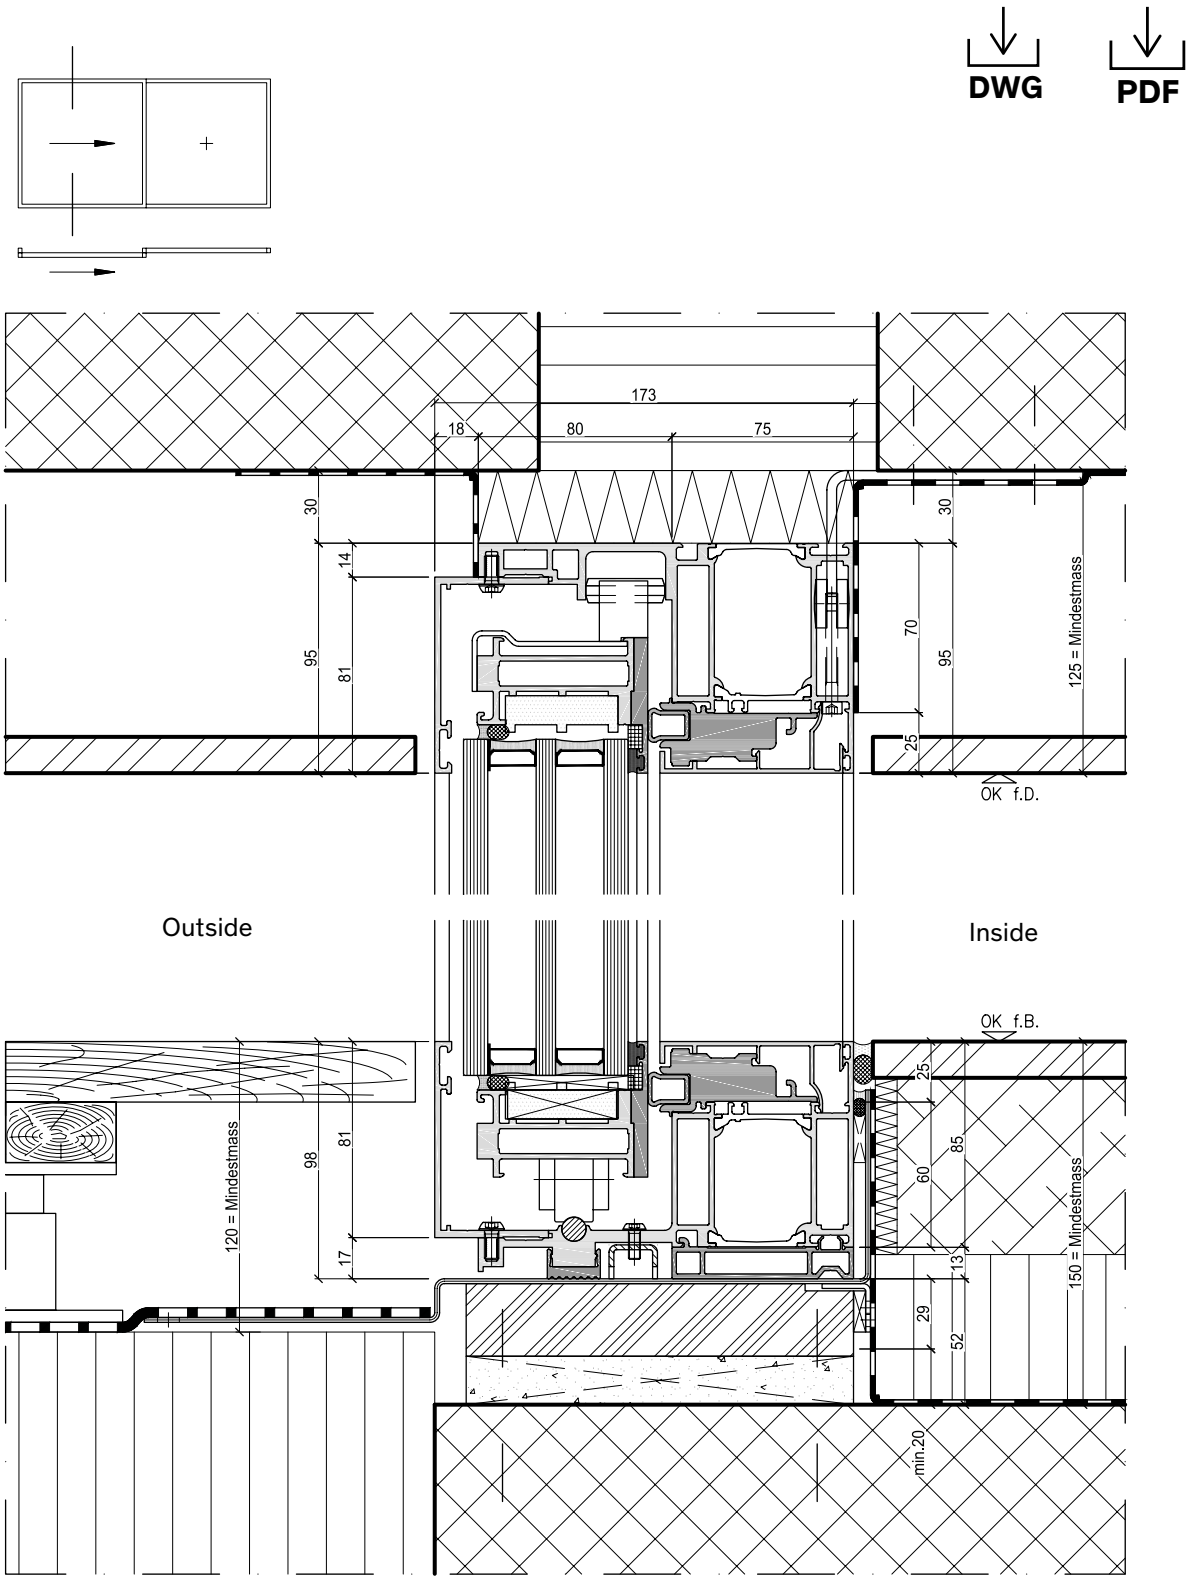 DWG
PDF
173
18
80
75
30
30
14
95
81
70
95
125 = Mindestmass
25
OK f.D.
Outside
Inside
OK f.B.
25
81
98
120 = Mindestmass
85
60
150 = Mindestmass
17
13
29
52
min.20